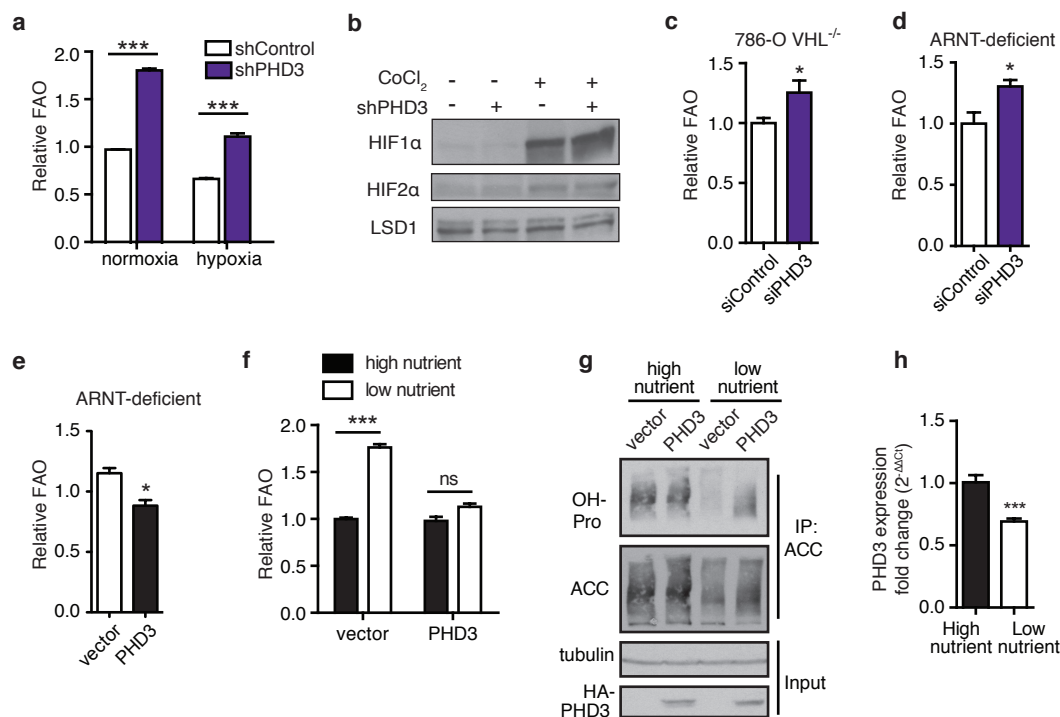 a
***
shControl
shPHD3
***
Relative FAO
2.0
1.5
1.0
0.5
0.0
normoxia hypoxia
b
CoCl2 - - + +
shPHD3 - + - +
HIF1α
HIF2α
LSD1
c
786-O VHL-/-
*
Relative FAO
1.5
1.0
0.5
0.0
siControl
siPHD3
d
ARNT-deficient
*
Relative FAO
1.5
1.0
0.5
0.0
siControl
siPHD3
e
ARNT-deficient
*
Relative FAO
1.5
1.0
0.5
0.0
vector
PHD3
f
high nutrient
low nutrient
***
ns
Relative FAO
2.0
1.5
1.0
0.5
0.0
vector PHD3
g
high low
nutrient nutrient
vector PHD3 vector PHD3
OH-
Pro
ACC
IP:
ACC
tubulin
HA-
PHD3
Input
h
***
PHD3 expression
fold change (2-ΔΔCt)
1.5
1.0
0.5
0.0
High Low
nutrient nutrient